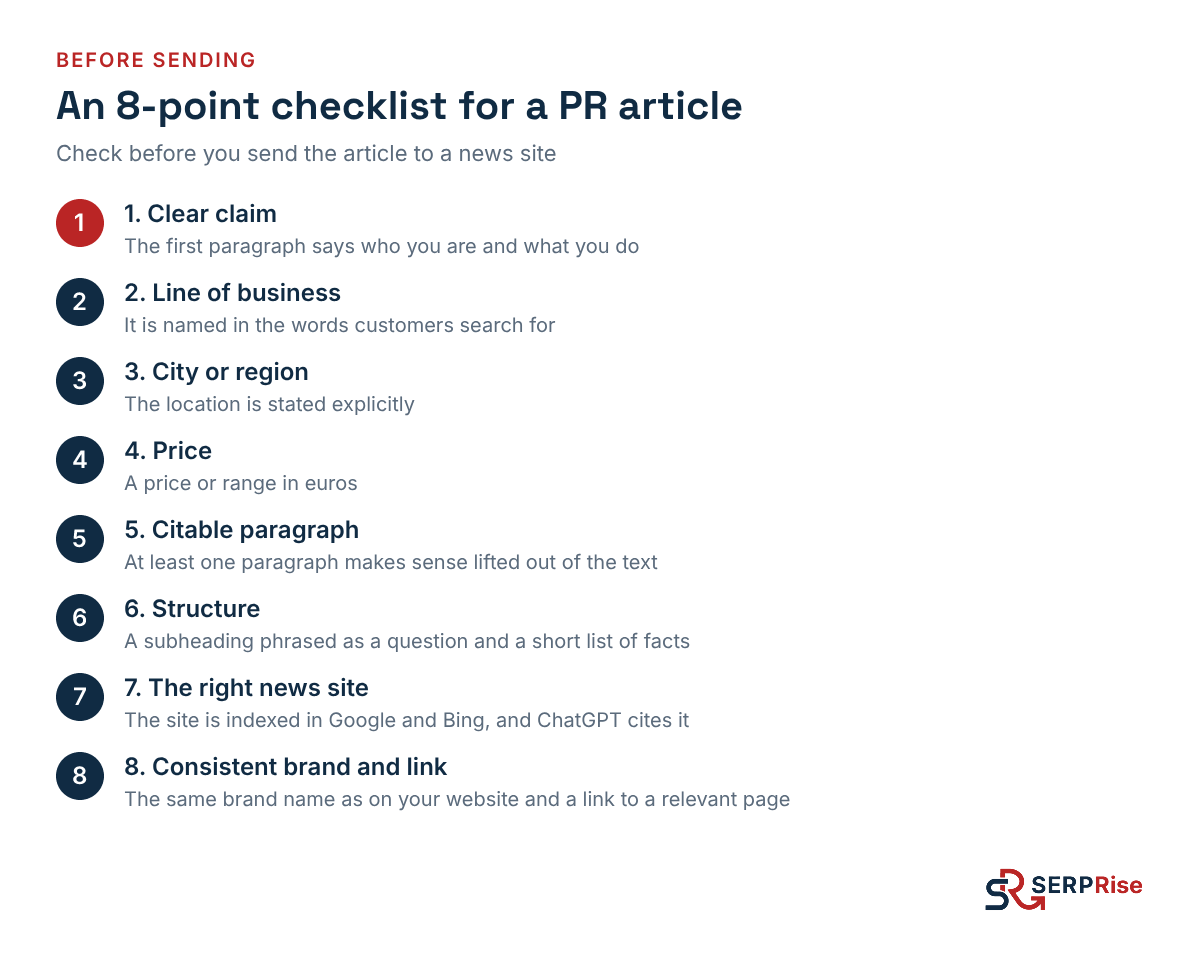 BEFORE SENDING
An 8-point checklist for a PR article
Check before you send the article to a news site
1
1. Clear claim
The first paragraph says who you are and what you do
2
2. Line of business
It is named in the words customers search for
3
3. City or region
The location is stated explicitly
4
4. Price
A price or range in euros
5
5. Citable paragraph
At least one paragraph makes sense lifted out of the text
6
6. Structure
A subheading phrased as a question and a short list of facts
7
7. The right news site
The site is indexed in Google and Bing, and ChatGPT cites it
8
8. Consistent brand and link
The same brand name as on your website and a link to a relevant page
SERPRise